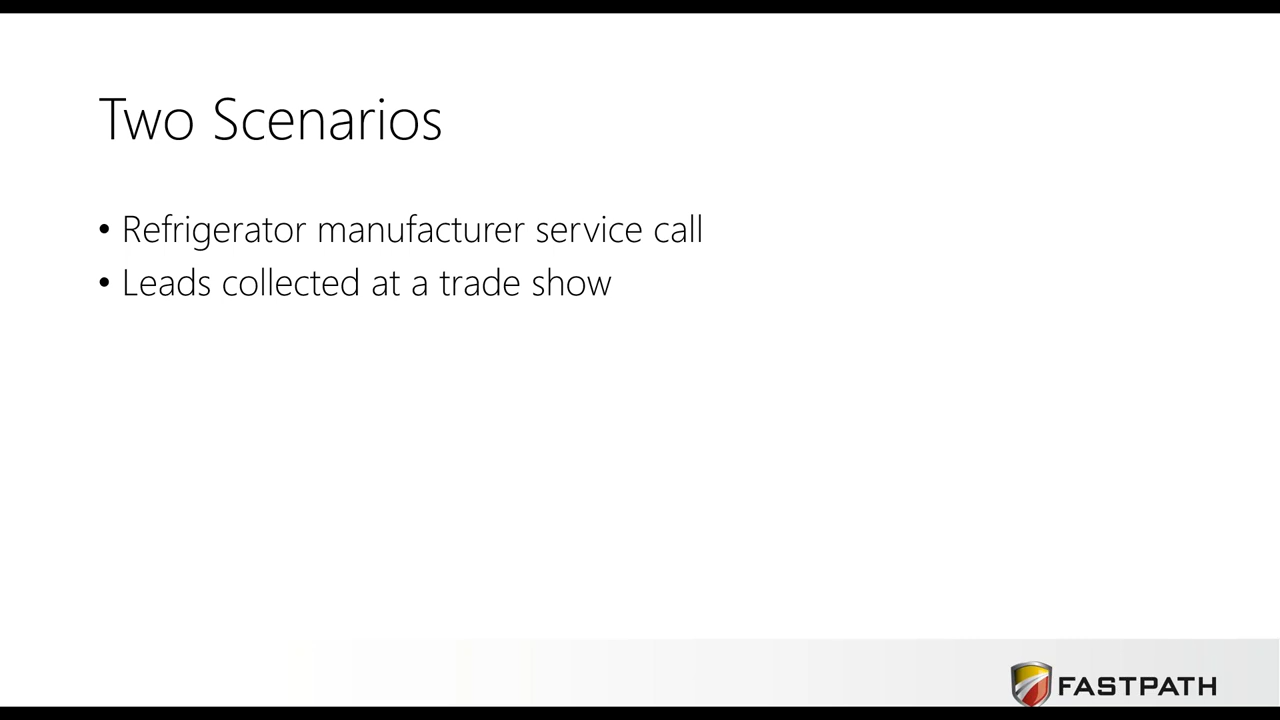 Two Scenarios
• Refrigerator manufacturer service call
• Leads collected at a trade show
FASTPATH